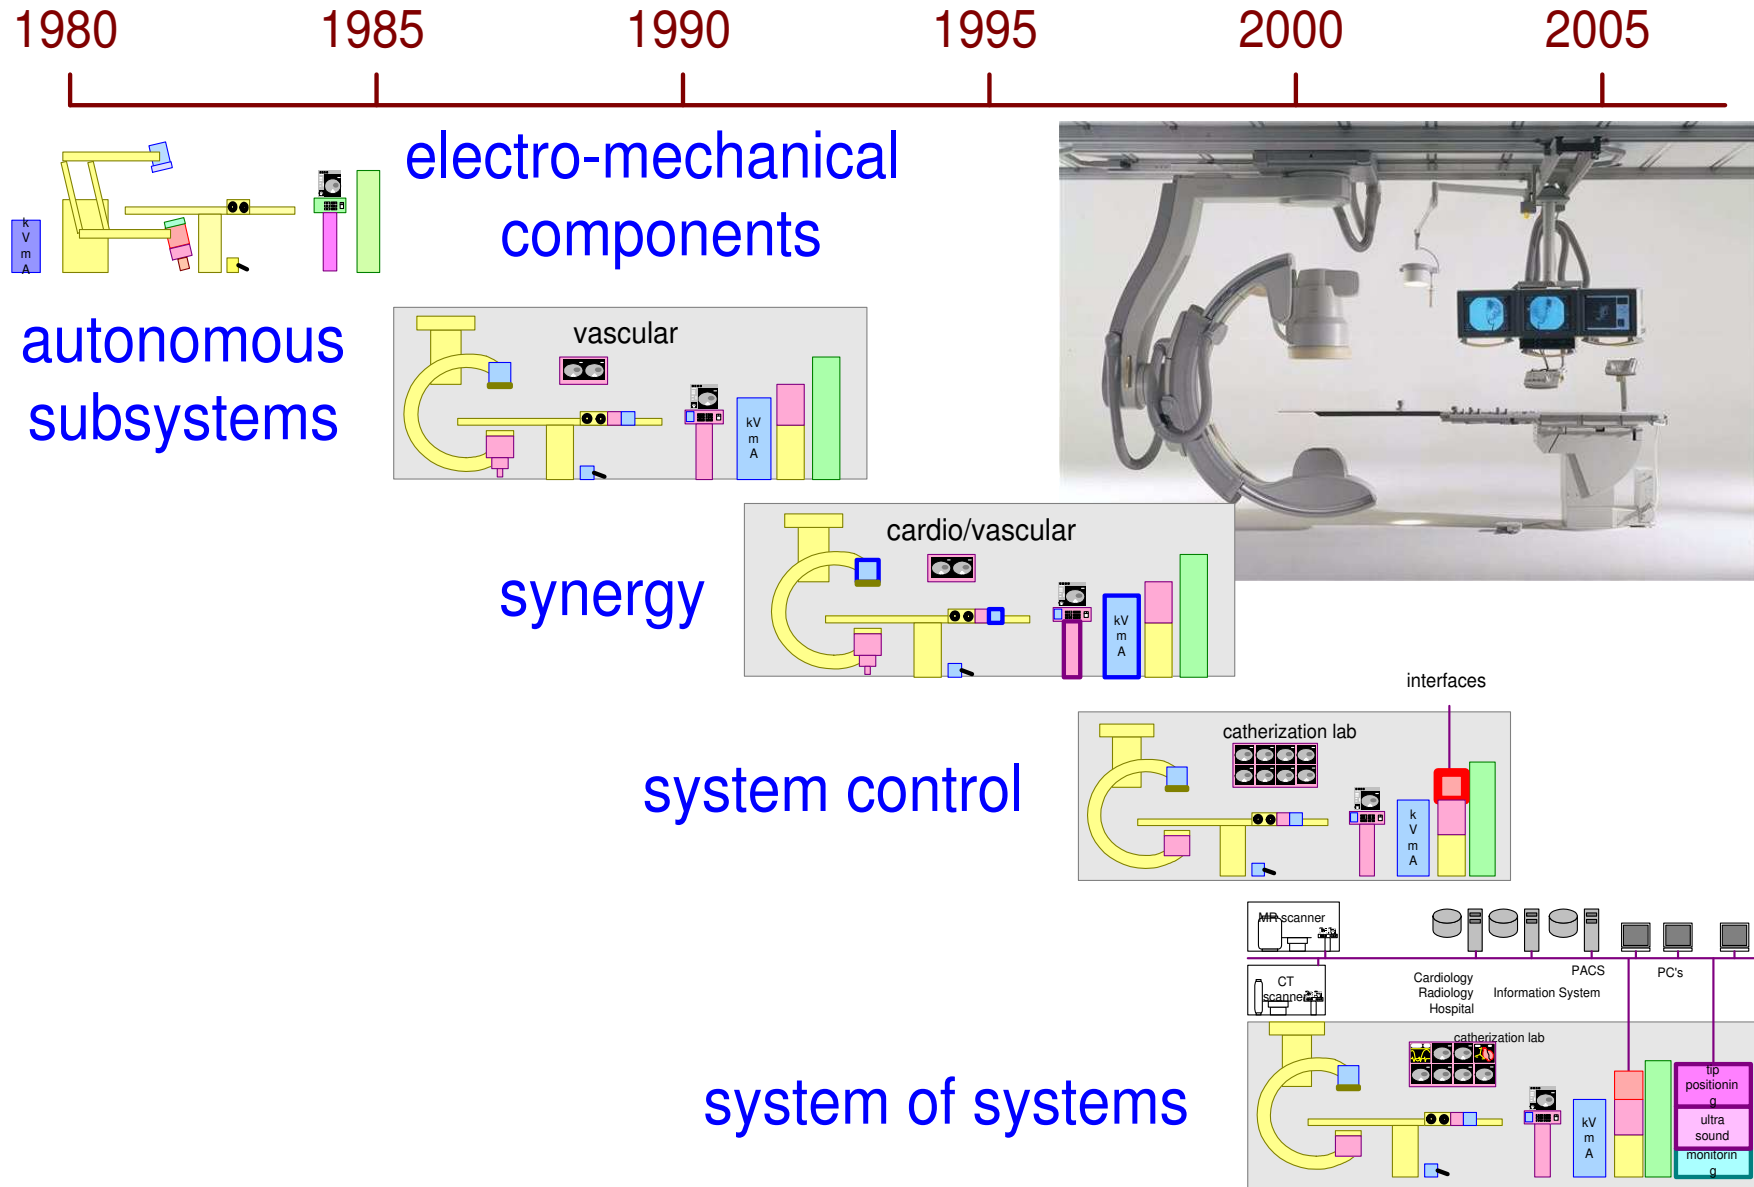 1980 1985 1990 1995 2000 2005
electro-mechanical
components
k
V
m
A
autonomous
subsystems
vascular
kV
m
A
synergy
cardio/vascular
kV
m
A
interfaces
system control
catherization lab
k
V
m
A
MR scanner
CT
scanner
Cardiology
Radiology
Hospital
Information System
PACS
PC's
system of systems
catherization lab
kV
m
A
tip
positionin
g
ultra
sound
monitorin
g